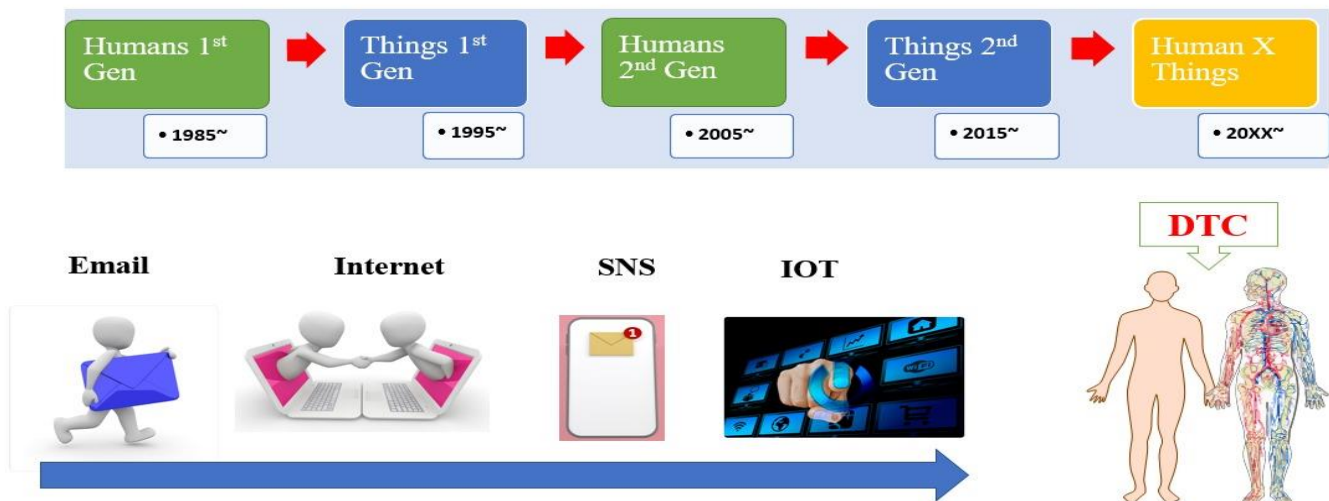 Humans 1st
Gen
Things 1st
Gen
Humans
2nd Gen
Things 2nd
Gen
Human X
Things
• 1985~
• 1995~
• 2005~
• 2015~
• 20XX~
DTC
Email
Internet
SNS
IOT
1